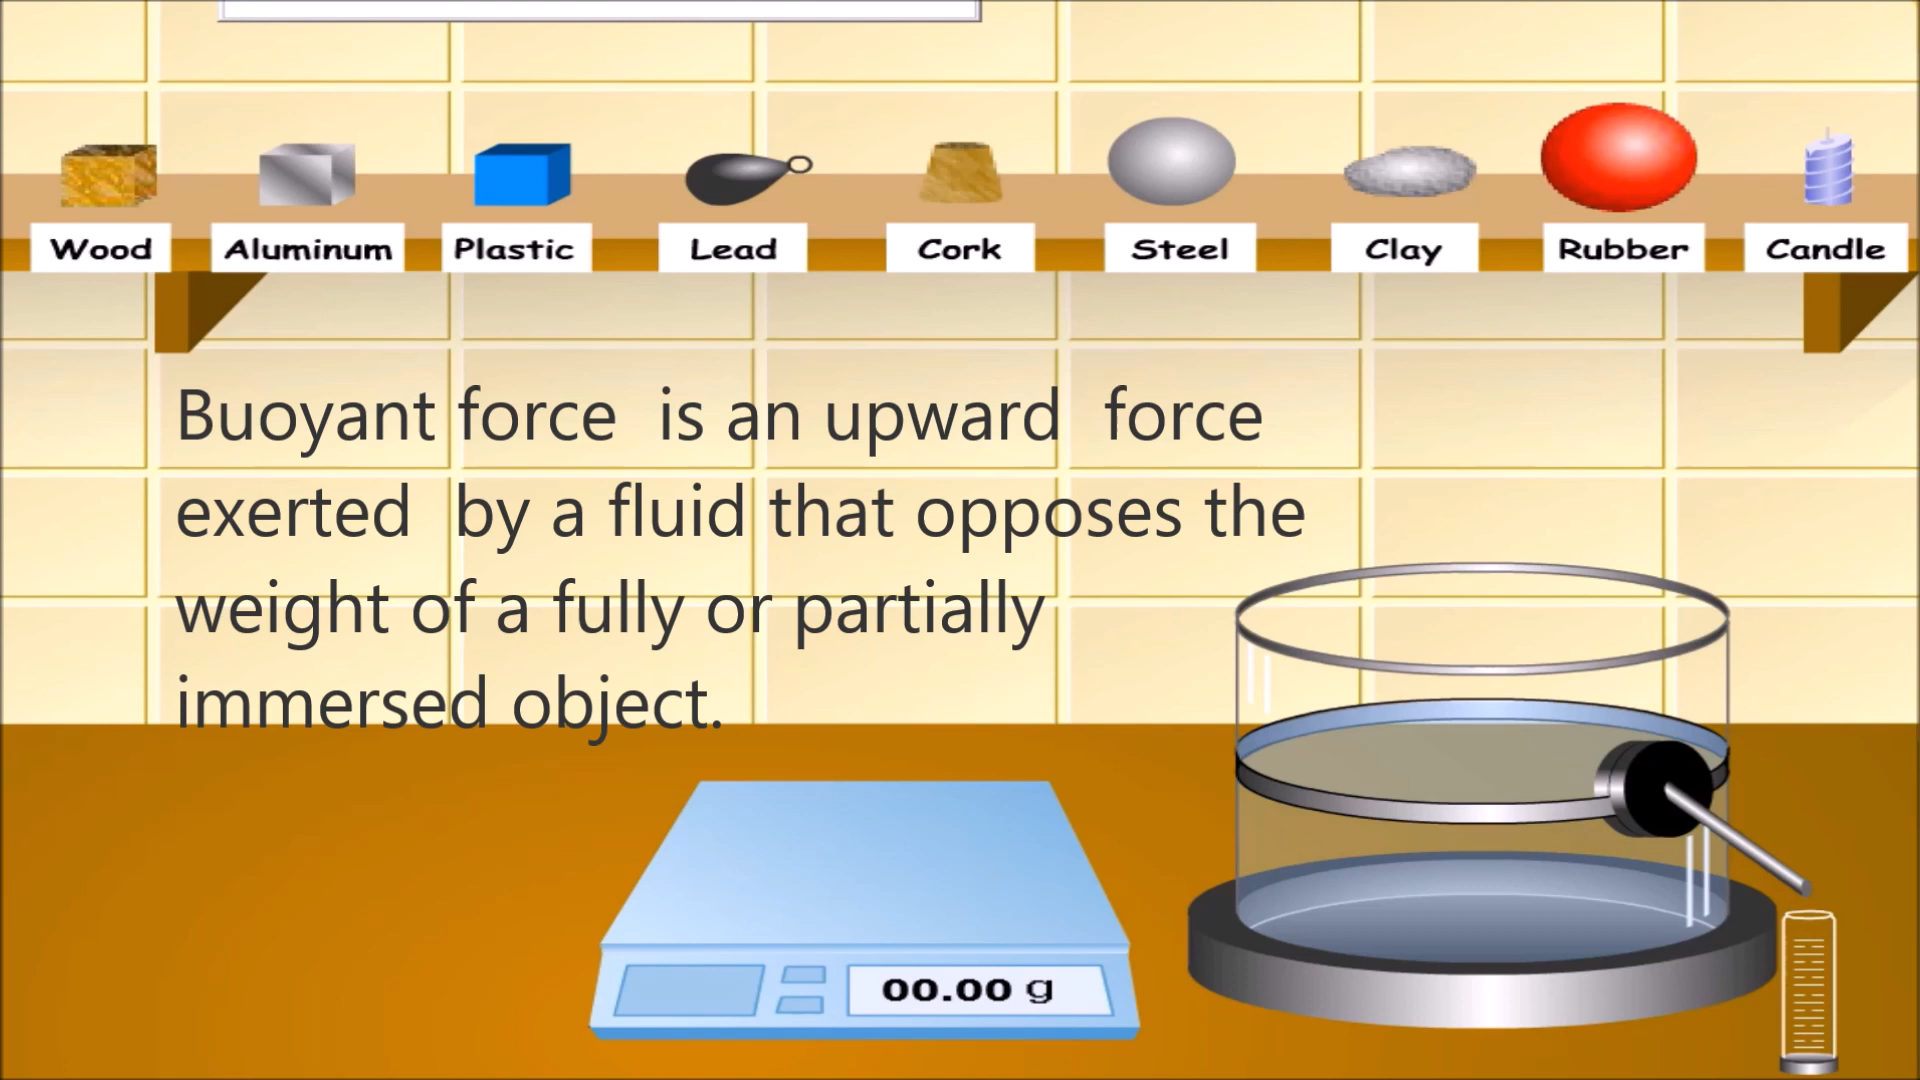 Wood Aluminum Plastic Lead Cork Steel Clay Rubber Candle
Buoyant force is an upward force
exerted by a fluid that opposes the
weight of a fully or partially
immersed object.
00.00 g